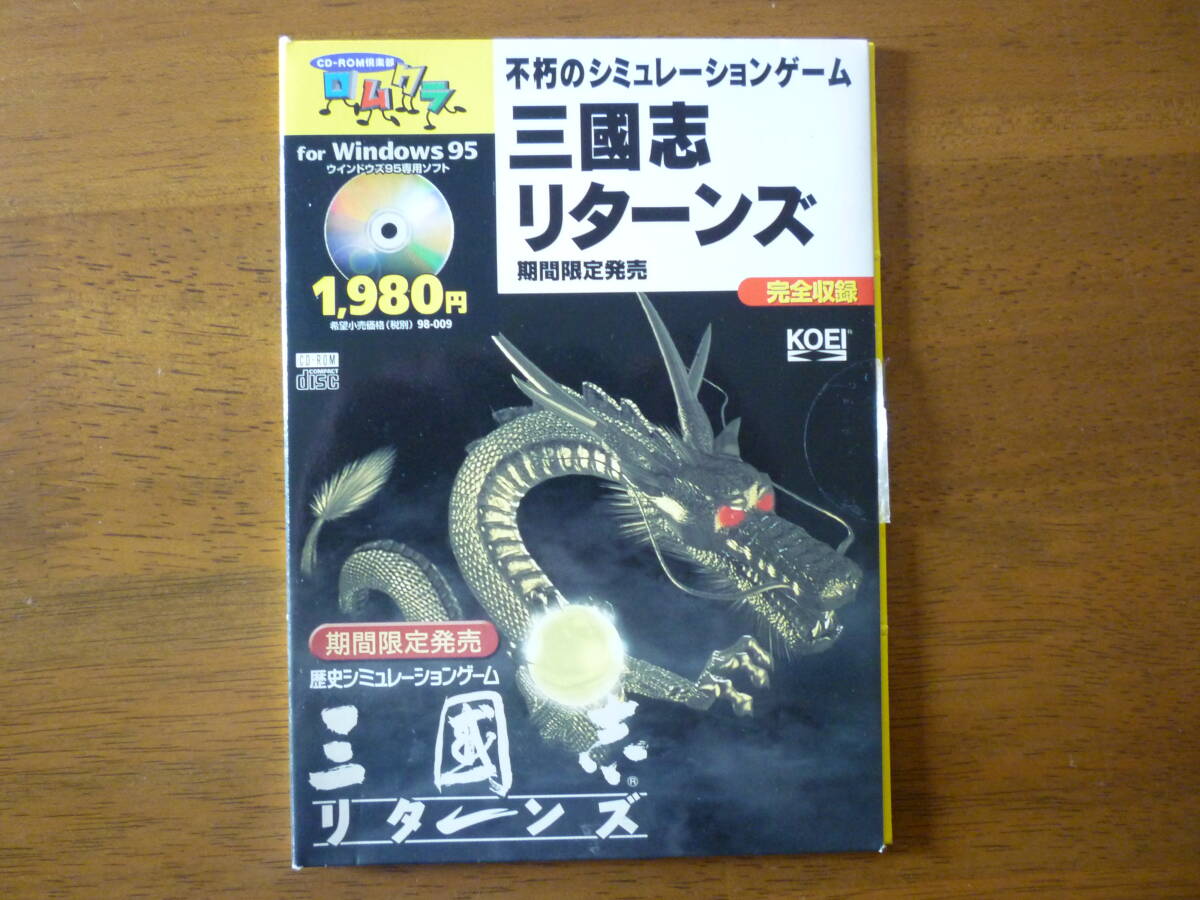 CD-ROM倶楽部
ロムクラ
for Windows 95
ウインドウズ95専用ソフト
1,980円
希望小売価格(税別) 98-009
不朽のシミュレーションゲーム
三國志
リターンズ
期間限定発売
完全収録
KOEI®
CD-ROM
COMPACT
disc
期間限定発売
歴史シミュレーションゲーム
三國志®
リターンズ